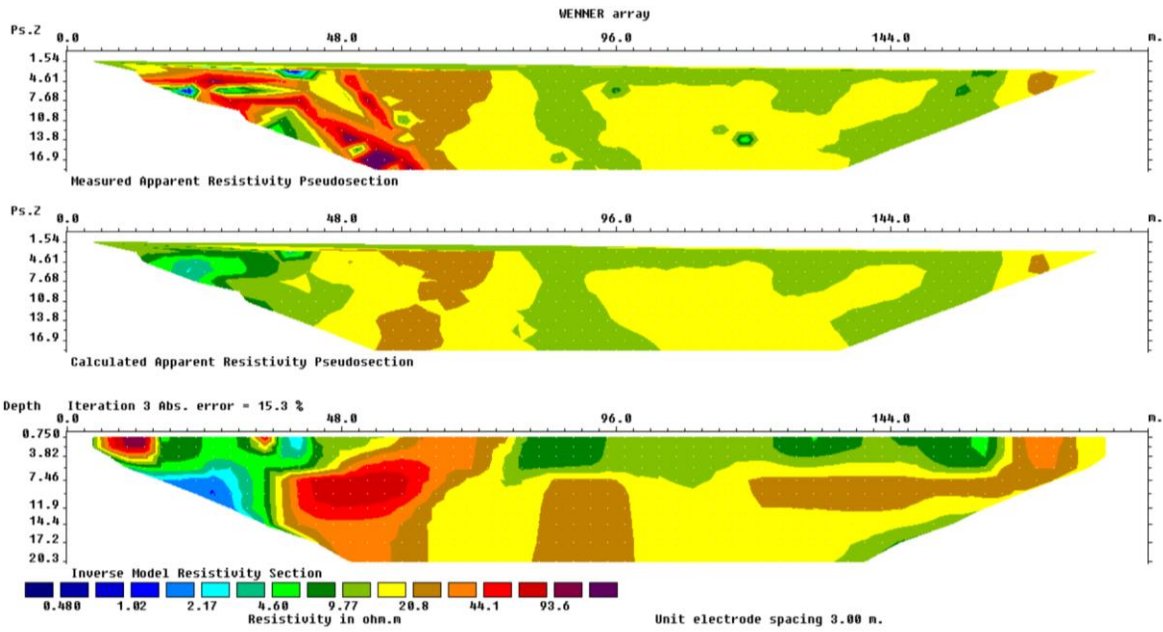 WENNER array
Ps.Z 0.0 48.0 96.0 144.0 m.
1.54
4.61
7.68
10.8
13.8
16.9
Measured Apparent Resistivity Pseudosection
Ps.Z 0.0 48.0 96.0 144.0 m.
1.54
4.61
7.68
10.8
13.8
16.9
Calculated Apparent Resistivity Pseudosection
Depth Iteration 3 Abs. error = 15.3 %
0.0 48.0 96.0 144.0 m.
0.750
3.82
7.46
11.9
14.4
17.2
20.3
Inverse Model Resistivity Section
0.480 1.02 2.17 4.60 9.77 20.8 44.1 93.6
Resistivity in ohm.m Unit electrode spacing 3.00 m.